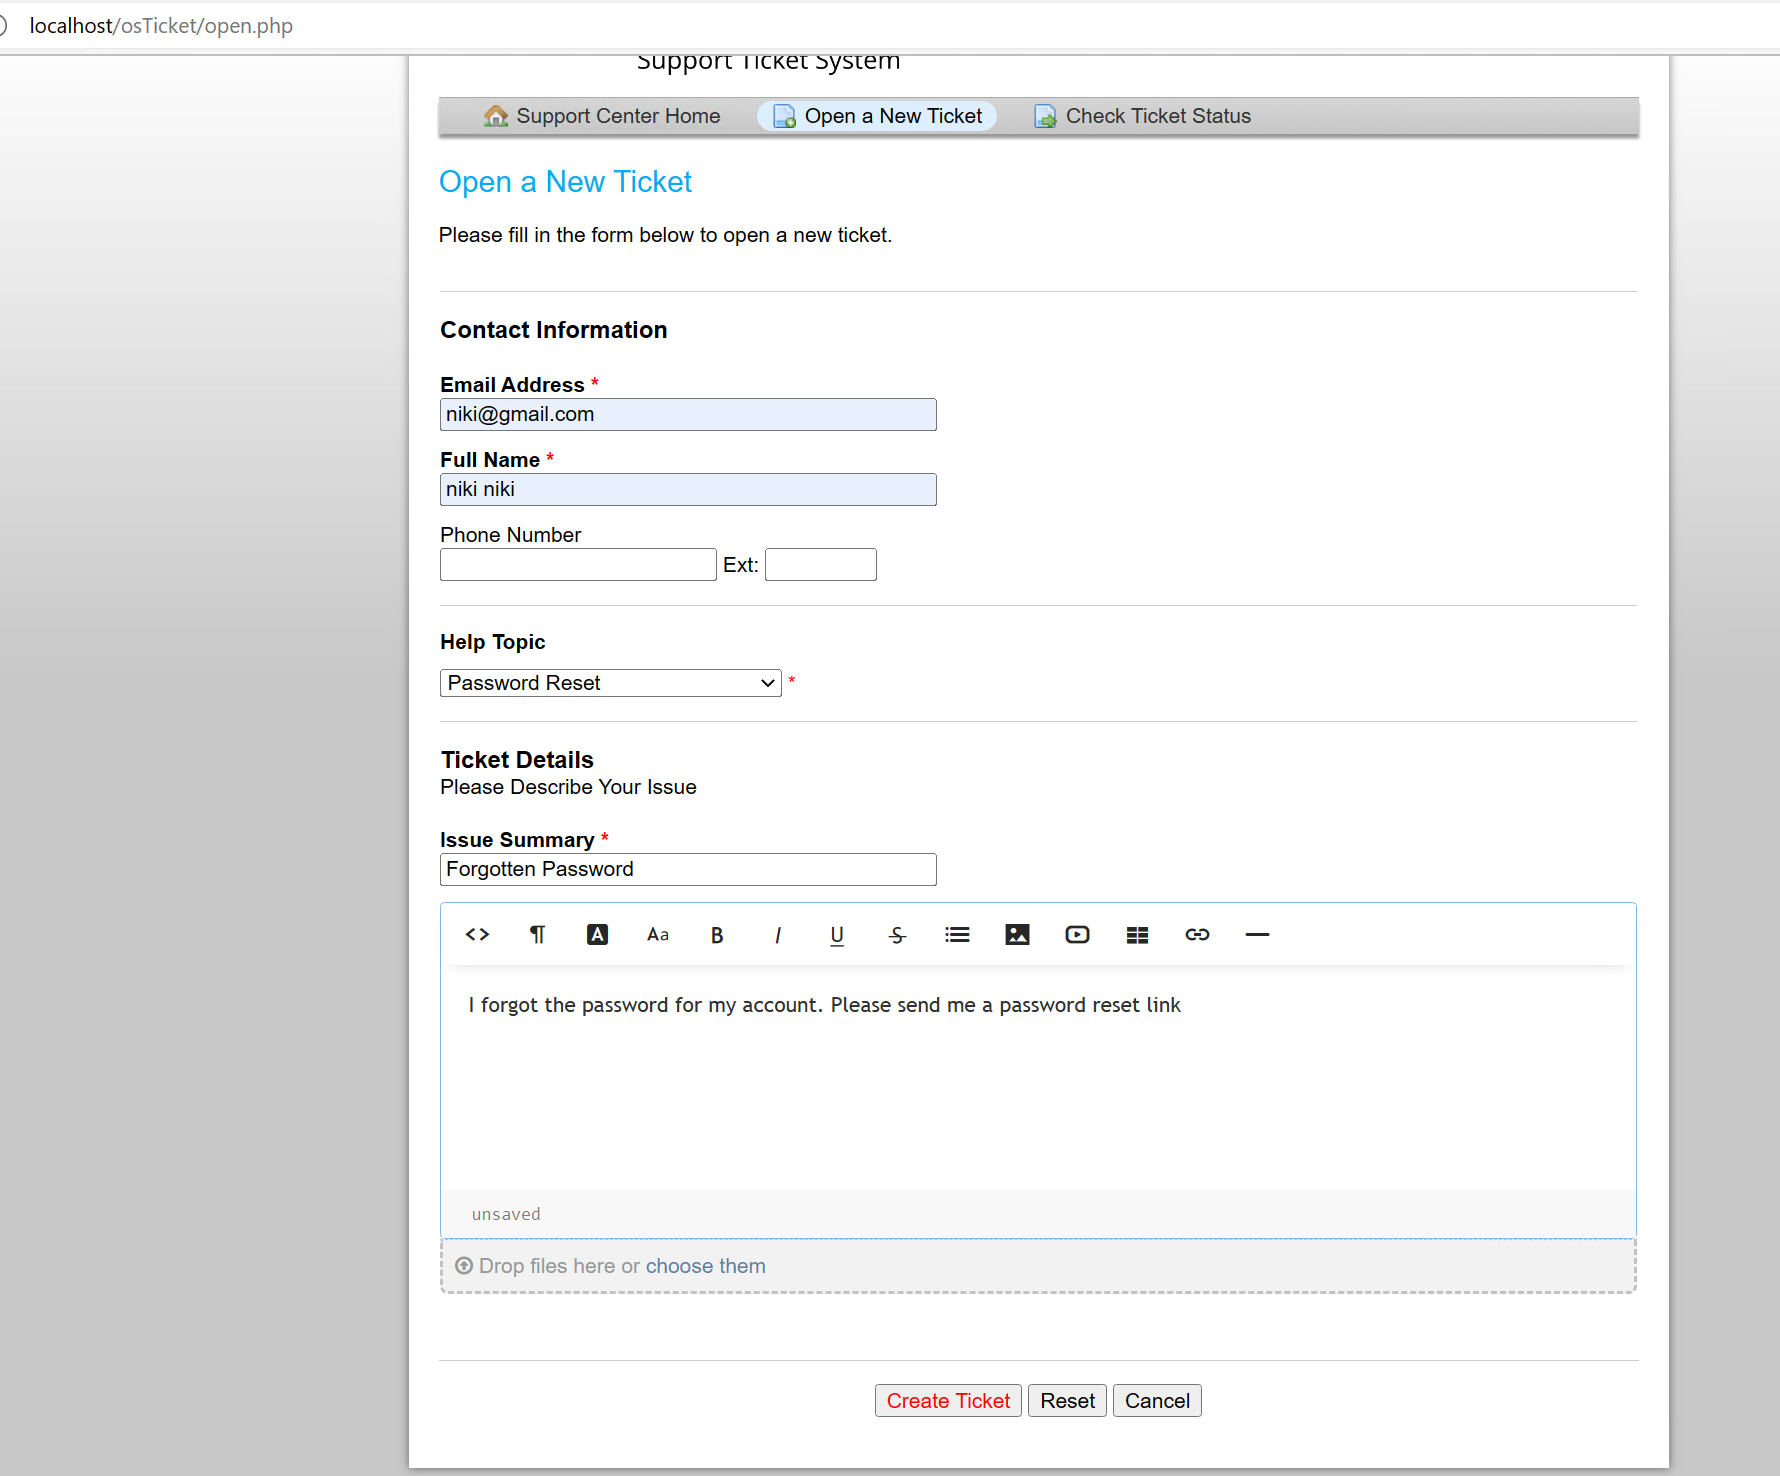 localhost/osTicket/open.php
Support Ticket System
Support Center Home Open a New Ticket Check Ticket Status
Open a New Ticket
Please fill in the form below to open a new ticket.
Contact Information
Email Address *
niki@gmail.com
Full Name *
niki niki
Phone Number
Ext:
Help Topic
Password Reset *
Ticket Details
Please Describe Your Issue
Issue Summary *
Forgotten Password
<> ¶ A Aa B I U S
I forgot the password for my account. Please send me a password reset link
unsaved
Drop files here or choose them
Create Ticket Reset Cancel